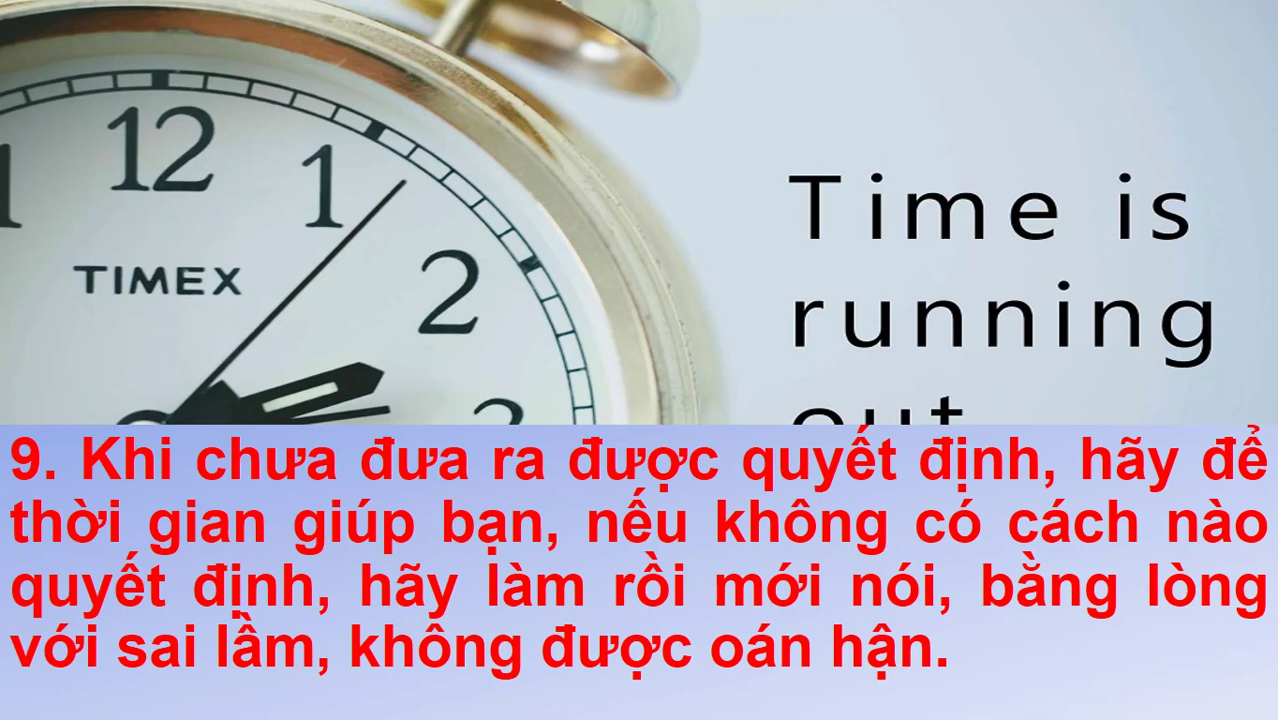 12
1
1
2
TIMEX
Time is
running
out
9. Khi chưa đưa ra được quyết định, hãy để
thời gian giúp bạn, nếu không có cách nào
quyết định, hãy làm rồi mới nói, bằng lòng
với sai lầm, không được oán hận.